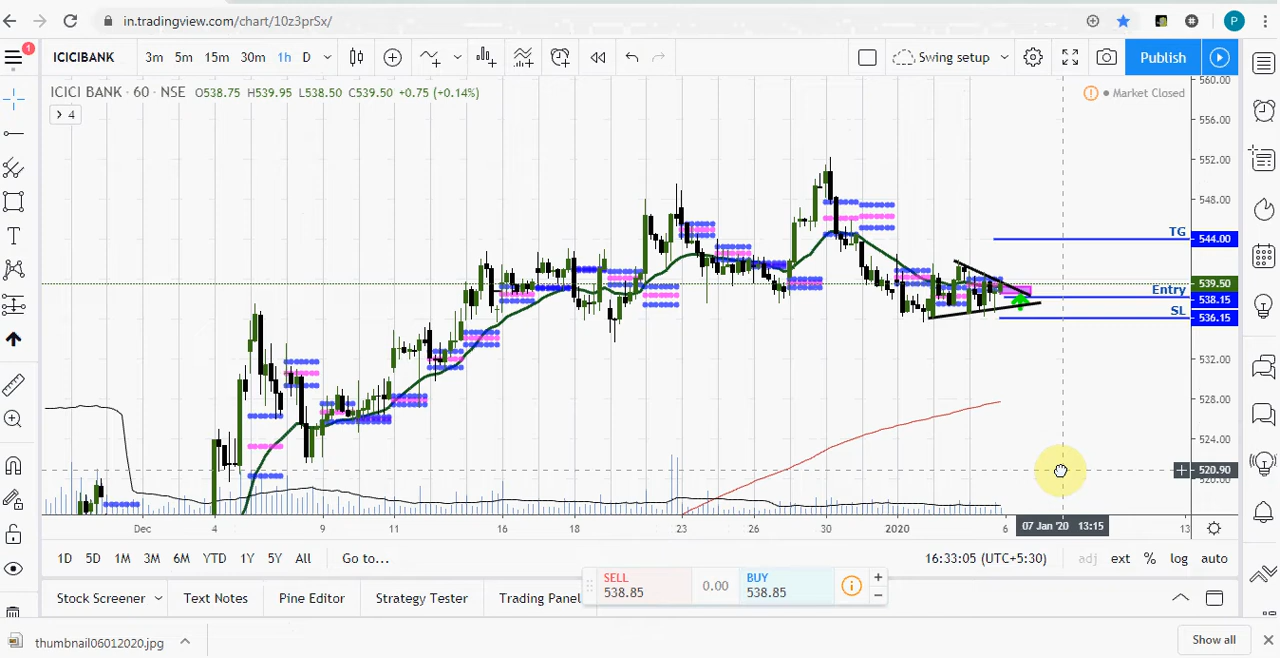 in.tradingview.com/chart/10z3prSx/
P
1
ICICIBANK
3m 5m 15m 30m 1h D
Swing setup
Publish
ICICI BANK · 60 · NSE O538.75 H539.95 L538.50 C539.50 +0.75 (+0.14%)
Market Closed
4
560.00
556.00
552.00
548.00
TG 544.00
539.50
Entry 538.15
SL 536.15
532.00
528.00
524.00
520.90
520.00
Dec 4 9 11 16 18 23 26 30 2020 6 07 Jan '20 13:15 13
1D 5D 1M 3M 6M YTD 1Y 5Y All Go to...
16:33:05 (UTC+5:30) adj ext % log auto
SELL 538.85
0.00
BUY 538.85
Stock Screener Text Notes Pine Editor Strategy Tester Trading Panel
thumbnail06012020.jpg
Show all